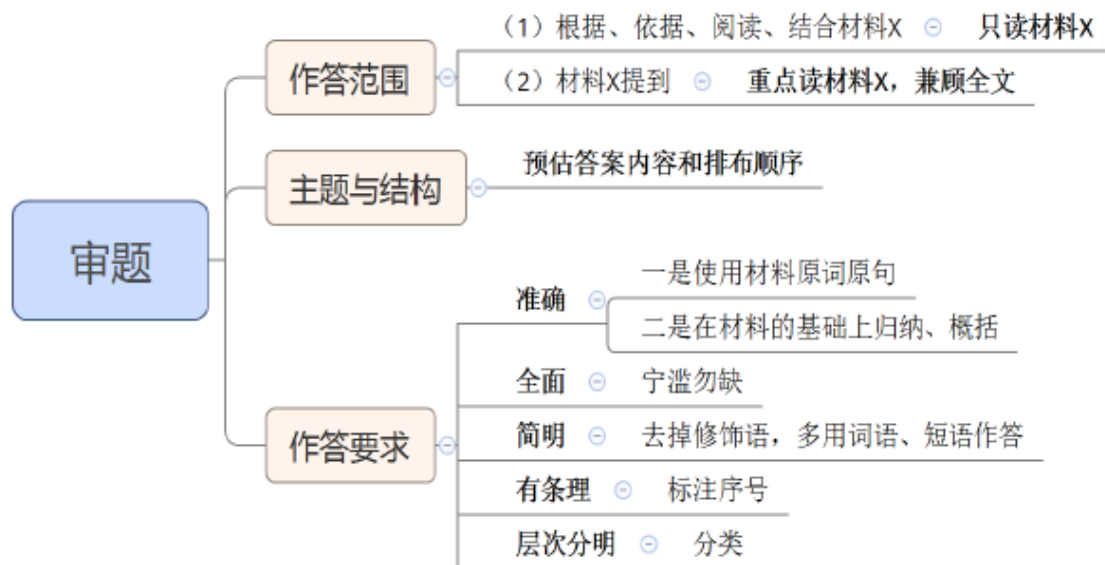 审题
作答范围
（1）根据、依据、阅读、结合材料X
只读材料X
（2）材料X提到
重点读材料X，兼顾全文
主题与结构
预估答案内容和排布顺序
作答要求
准确
一是使用材料原词原句
二是在材料的基础上归纳、概括
全面
宁滥勿缺
简明
去掉修饰语，多用词语、短语作答
有条理
标注序号
层次分明
分类